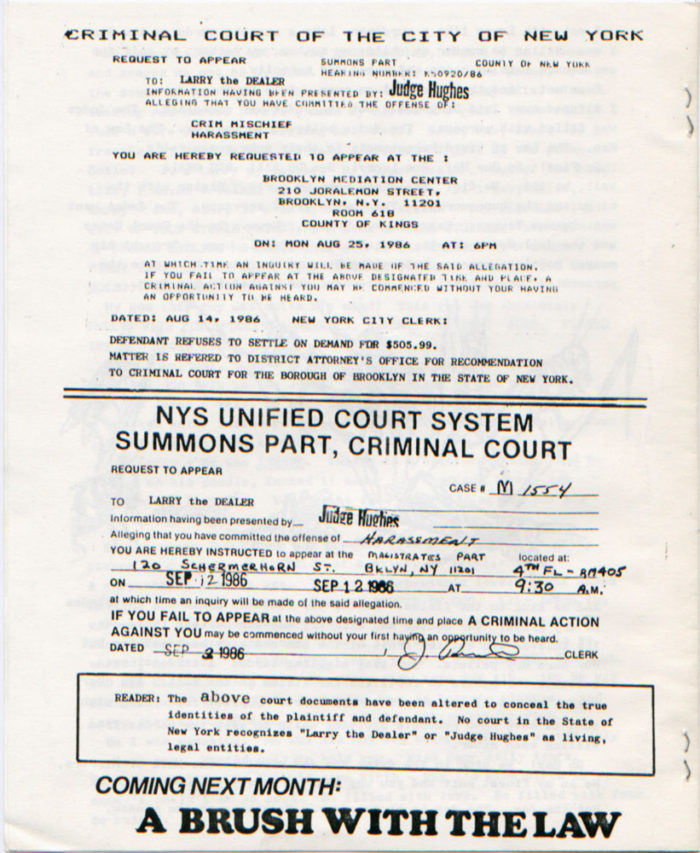 CRIMINAL COURT OF THE CITY OF NEW YORK
REQUEST TO APPEAR SUMMONS PART COUNTY OF NEW YORK
HEARING NUMBER: K50920/86
TO: LARRY the DEALER
INFORMATION HAVING BEEN PRESENTED BY: Judge Hughes
ALLEGING THAT YOU HAVE COMMITTED THE OFFENSE OF:
CRIM MISCHIEF
HARASSMENT
YOU ARE HEREBY REQUESTED TO APPEAR AT THE :
BROOKLYN MEDIATION CENTER
210 JORALEMON STREET,
BROOKLYN, N.Y. 11201
ROOM 618
COUNTY OF KINGS
ON: MON AUG 25, 1986 AT: 6PM
AT WHICH TIME AN INQUIRY WILL BE MADE OF THE SAID ALLEGATION.
IF YOU FAIL TO APPEAR AT THE ABOVE DESIGNATED TIME AND PLACE, A
CRIMINAL ACTION AGAINST YOU MAY BE COMMENCED WITHOUT YOUR HAVING
AN OPPORTUNITY TO BE HEARD.
DATED: AUG 14, 1986 NEW YORK CITY CLERK:
DEFENDANT REFUSES TO SETTLE ON DEMAND FOR $505.99.
MATTER IS REFERED TO DISTRICT ATTORNEY'S OFFICE FOR RECOMMENDATION
TO CRIMINAL COURT FOR THE BOROUGH OF BROOKLYN IN THE STATE OF NEW YORK.
NYS UNIFIED COURT SYSTEM
SUMMONS PART, CRIMINAL COURT
REQUEST TO APPEAR
CASE # M 1554
TO LARRY the DEALER
Information having been presented by Judge Hughes
Alleging that you have committed the offense of HARASSMENT
YOU ARE HEREBY INSTRUCTED to appear at the MAGISTRATES PART located at:
120 SCHERMERHORN ST. BKLYN, NY 11201 4TH FL - RM405
ON SEP 12 1986 SEP 12 1986 AT 9:30 A.M.
at which time an inquiry will be made of the said allegation.
IF YOU FAIL TO APPEAR at the above designated time and place A CRIMINAL ACTION
AGAINST YOU may be commenced without your first having an opportunity to be heard.
DATED SEP 2 1986 CLERK
READER: The above court documents have been altered to conceal the true
identities of the plaintiff and defendant. No court in the State of
New York recognizes "Larry the Dealer" or "Judge Hughes" as living,
legal entities.
COMING NEXT MONTH:
A BRUSH WITH THE LAW